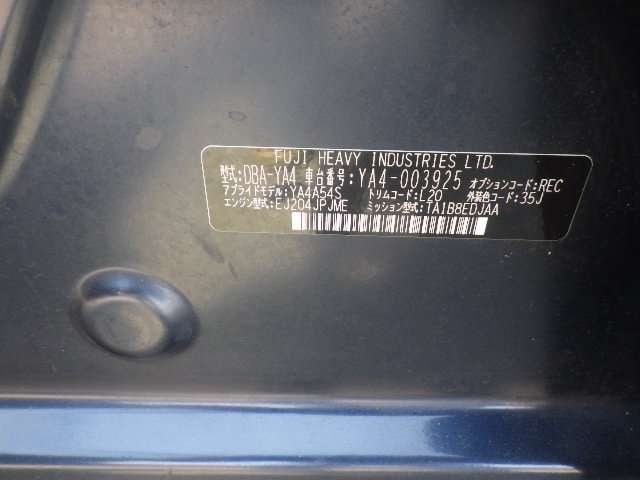 FUJI HEAVY INDUSTRIES LTD.
型式:DBA-YA4 車台番号:YA4-003925 オプションコード:REC
アプライドモデル:YA4A54S トリムコード:L20 外装色コード:35J
エンジン型式:EJ204JPJME ミッション型式:TA1B8EDJAA